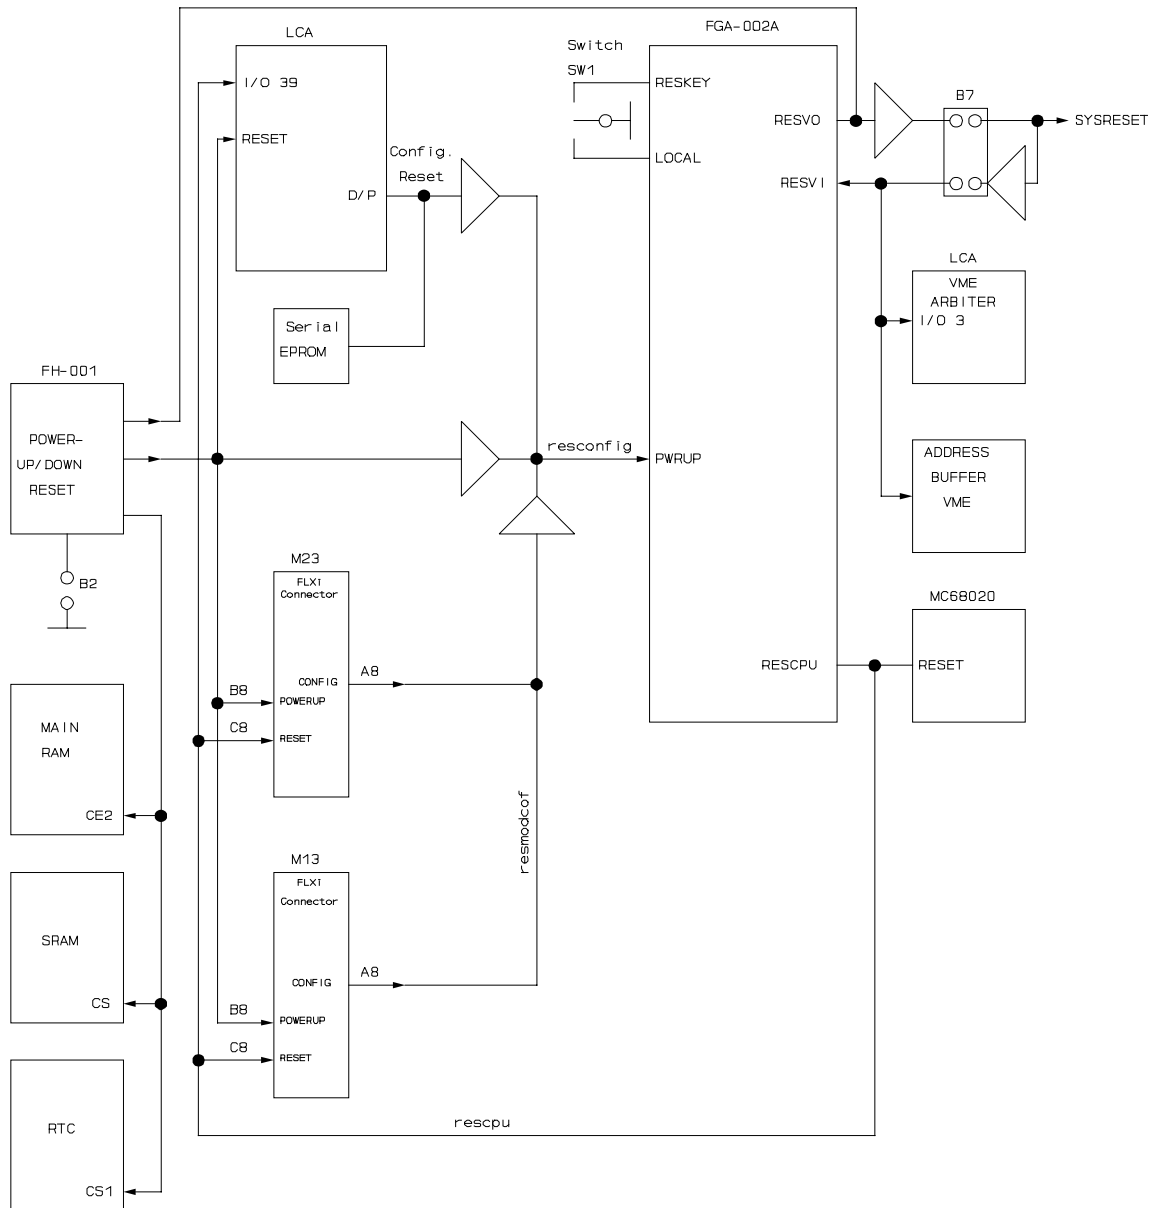 LCA
I/O 39
RESET
D/P
Config.
Reset
Serial
EPROM
Switch
SW1
FGA-002A
RESKEY
LOCAL
RESVO
RESVI
PWRUP
RESCPU
B7
SYSRESET
LCA
VME
ARBITER
I/O 3
ADDRESS
BUFFER
VME
MC68020
RESET
FH-001
POWER-
UP/DOWN
RESET
B2
resconfig
M23
FLXi
Connector
CONFIG
A8
B8
POWERUP
C8
RESET
MAIN
RAM
CE2
resmodcof
M13
FLXi
Connector
CONFIG
A8
B8
POWERUP
C8
RESET
SRAM
CS
RTC
CS1
rescpu